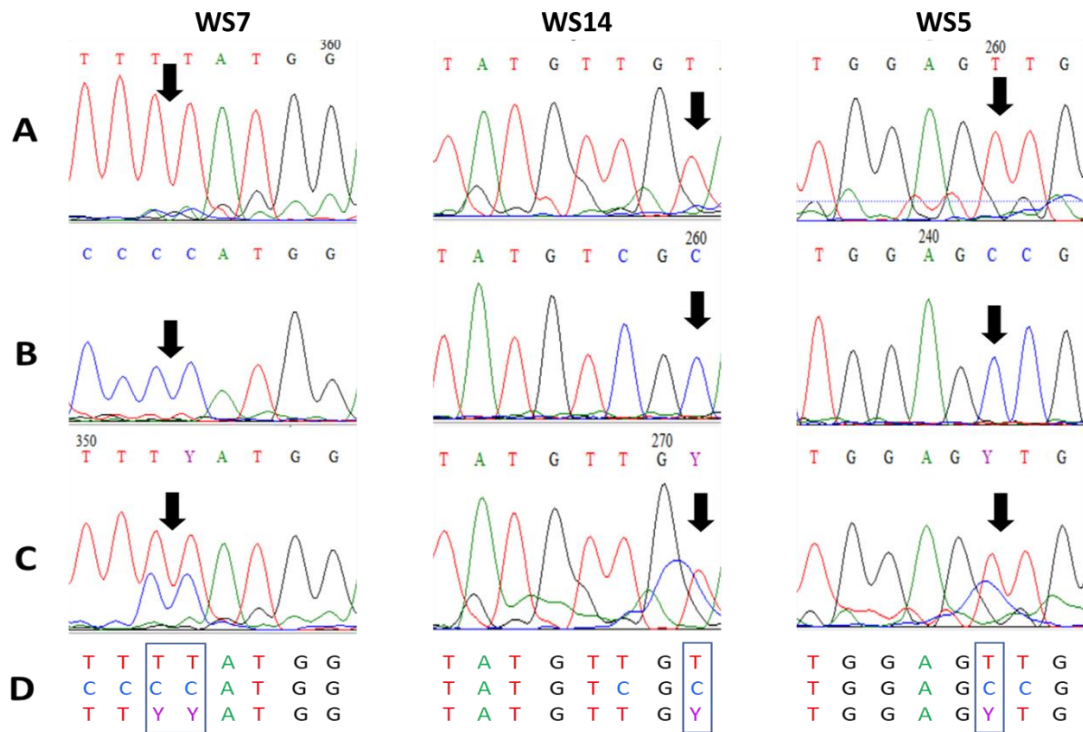 WS7 WS14 WS5
360 260
T T T T A T G G T A T G T T G T T G G A G T T G
A
260 240
C C C C A T G G T A T G T C G C T G G A G C C G
B
350 270
T T T Y A T G G T A T G T T G Y T G G A G Y T G
C
T T T T A T G G T A T G T T G T T G G A G T T G
D C C C C A T G G T A T G T C G C T G G A G C C G
T T Y Y A T G G T A T G T T G Y T G G A G Y T G